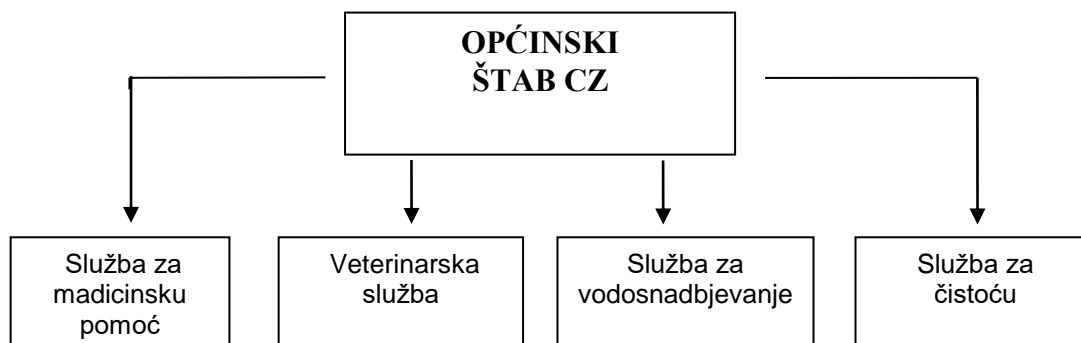 OPĆINSKI
ŠTAB CZ
Služba za
madicinsku
pomoć
Veterinarska
služba
Služba za
vodosnadbjevanje
Služba za
čistoću